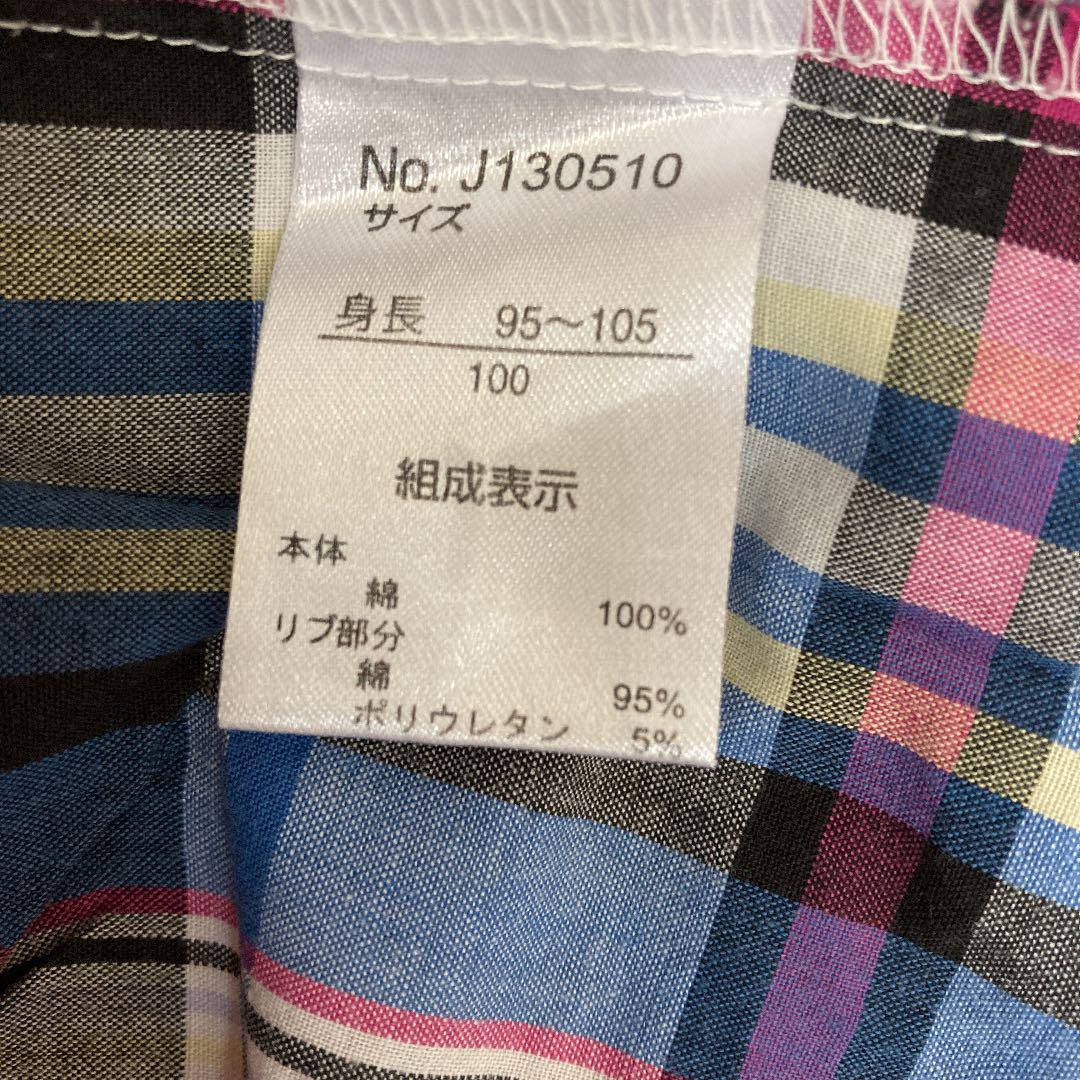 No. J130510
サイズ
身長 95〜105
100
組成表示
本体
綿 100%
リブ部分
綿 95%
ポリウレタン 5%